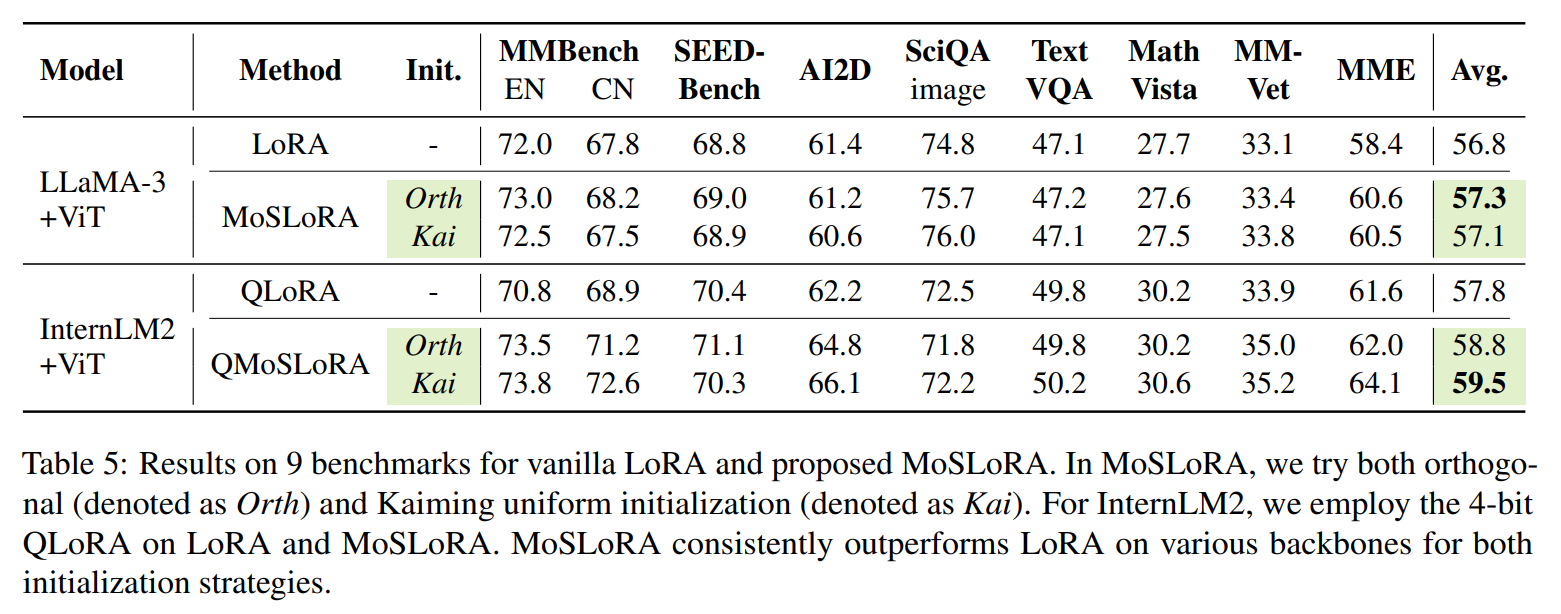 Model Method Init. MMBench SEED- AI2D SciQA Text Math MM- MME Avg.
EN CN Bench image VQA Vista Vet
LLaMA-3 +ViT LoRA - 72.0 67.8 68.8 61.4 74.8 47.1 27.7 33.1 58.4 56.8
MoSLoRA Orth 73.0 68.2 69.0 61.2 75.7 47.2 27.6 33.4 60.6 57.3
Kai 72.5 67.5 68.9 60.6 76.0 47.1 27.5 33.8 60.5 57.1
InternLM2 +ViT QLoRA - 70.8 68.9 70.4 62.2 72.5 49.8 30.2 33.9 61.6 57.8
QMoSLoRA Orth 73.5 71.2 71.1 64.8 71.8 49.8 30.2 35.0 62.0 58.8
Kai 73.8 72.6 70.3 66.1 72.2 50.2 30.6 35.2 64.1 59.5
Table 5: Results on 9 benchmarks for vanilla LoRA and proposed MoSLoRA. In MoSLoRA, we try both orthogo-
nal (denoted as Orth) and Kaiming uniform initialization (denoted as Kai). For InternLM2, we employ the 4-bit
QLoRA on LoRA and MoSLoRA. MoSLoRA consistently outperforms LoRA on various backbones for both
initialization strategies.